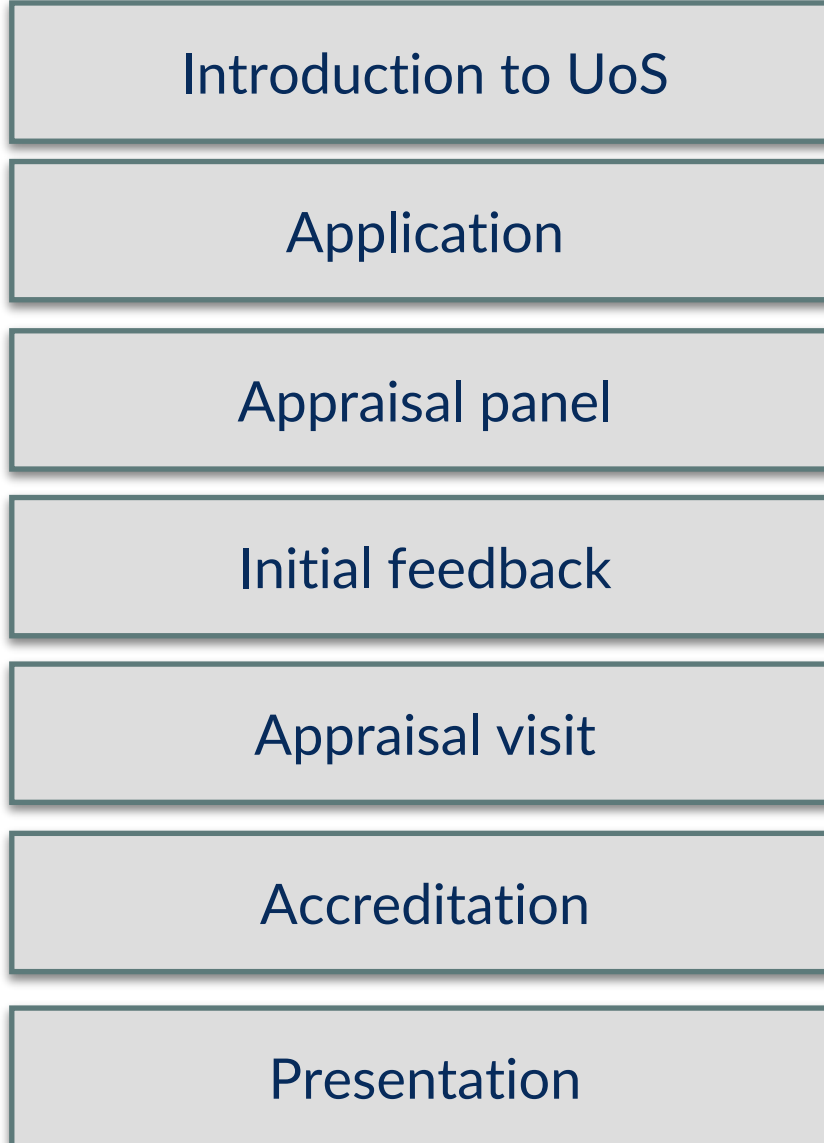 Introduction to UoS
Application
Appraisal panel
Initial feedback
Appraisal visit
Accreditation
Presentation